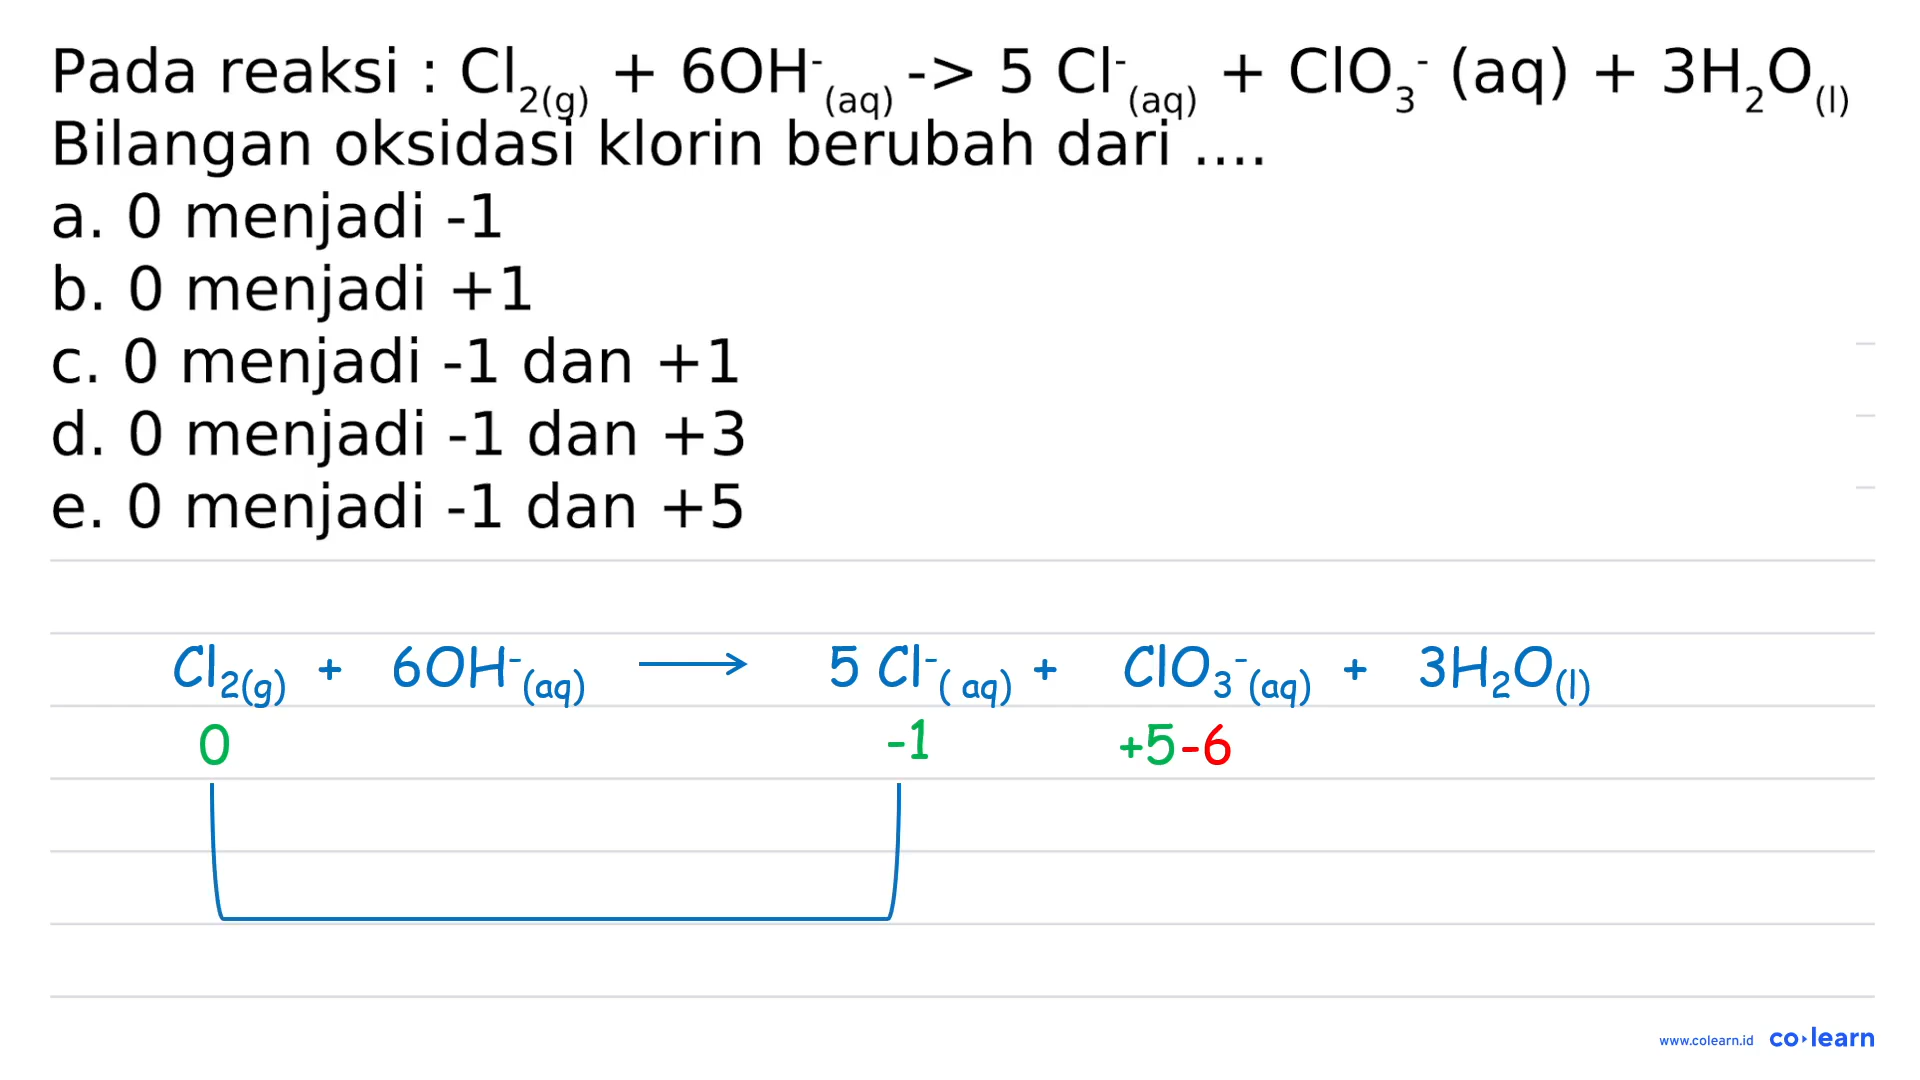 Pada reaksi : Cl₂(g) + 6OH⁻(aq) -> 5 Cl⁻(aq) + ClO₃⁻ (aq) + 3H₂O(l)
Bilangan oksidasi klorin berubah dari ....
a. 0 menjadi -1
b. 0 menjadi +1
c. 0 menjadi -1 dan +1
d. 0 menjadi -1 dan +3
e. 0 menjadi -1 dan +5
Cl₂(g) + 6OH⁻(aq) ⟶ 5 Cl⁻( aq) + ClO₃⁻(aq) + 3H₂O(l)
0 -1 +5-6
www.colearn.id co▸learn